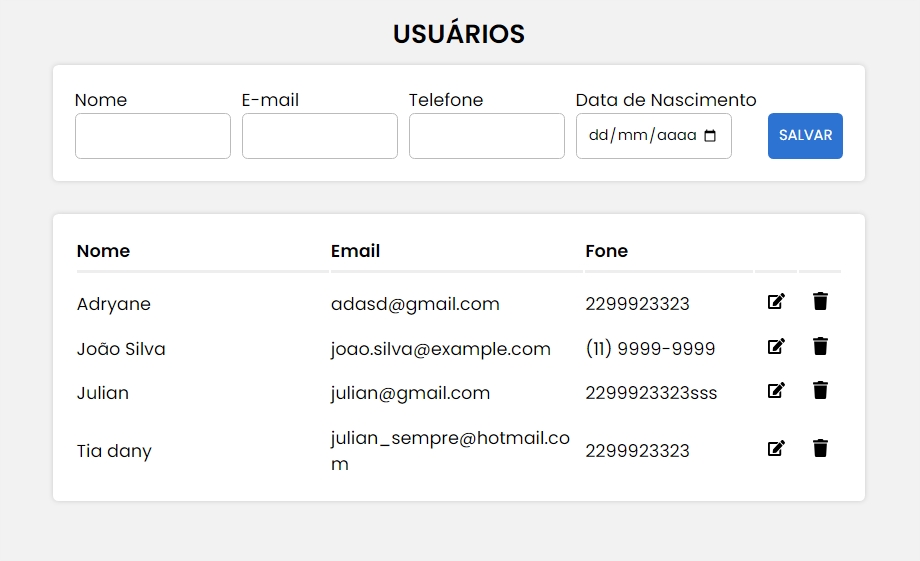 USUÁRIOS
Nome E-mail Telefone Data de Nascimento
dd/mm/aaaa SALVAR
Nome Email Fone
Adryane adasd@gmail.com 2299923323
João Silva joao.silva@example.com (11) 9999-9999
Julian julian@gmail.com 2299923323sss
Tia dany julian_sempre@hotmail.co 2299923323
m